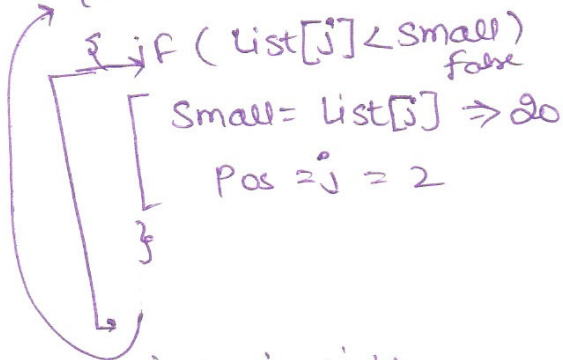 { if ( List[j] < Small)
false
Small = List[j] ⇒ 20
Pos = j = 2
}